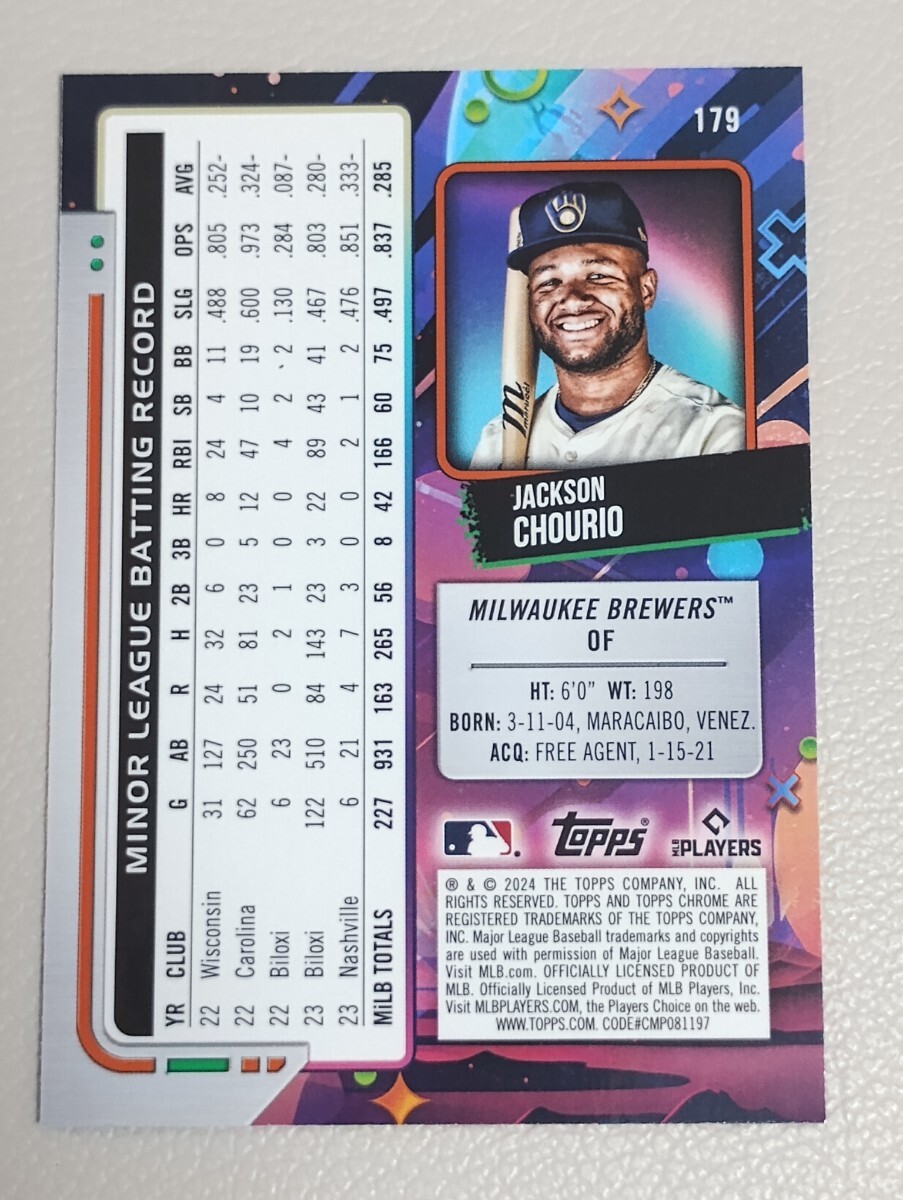 179
MINOR LEAGUE BATTING RECORD
YR CLUB G AB R H 2B 3B HR RBI SB BB SLG OPS AVG
22 Wisconsin 31 127 24 32 6 0 8 24 4 11 .488 .805 .252-
22 Carolina 62 250 51 81 23 5 12 47 10 19 .600 .973 .324-
22 Biloxi 6 23 0 2 1 0 0 4 2 2 .130 .284 .087-
23 Biloxi 122 510 84 143 23 3 22 89 43 41 .467 .803 .280-
23 Nashville 6 21 4 7 3 0 0 2 1 2 .476 .851 .333-
MiLB TOTALS 227 931 163 265 56 8 42 166 60 75 .497 .837 .285
M
marucci
JACKSON
CHOURIO
MILWAUKEE BREWERS™
OF
HT: 6'0" WT: 198
BORN: 3-11-04, MARACAIBO, VENEZ.
ACQ: FREE AGENT, 1-15-21
Topps®
MLB PLAYERS
® & © 2024 THE TOPPS COMPANY, INC. ALL
RIGHTS RESERVED. TOPPS AND TOPPS CHROME ARE
REGISTERED TRADEMARKS OF THE TOPPS COMPANY,
INC. Major League Baseball trademarks and copyrights
are used with permission of Major League Baseball.
Visit MLB.com. OFFICIALLY LICENSED PRODUCT OF
MLB. Officially Licensed Product of MLB Players, Inc.
Visit MLBPLAYERS.COM, the Players Choice on the web.
WWW.TOPPS.COM. CODE#CMP081197